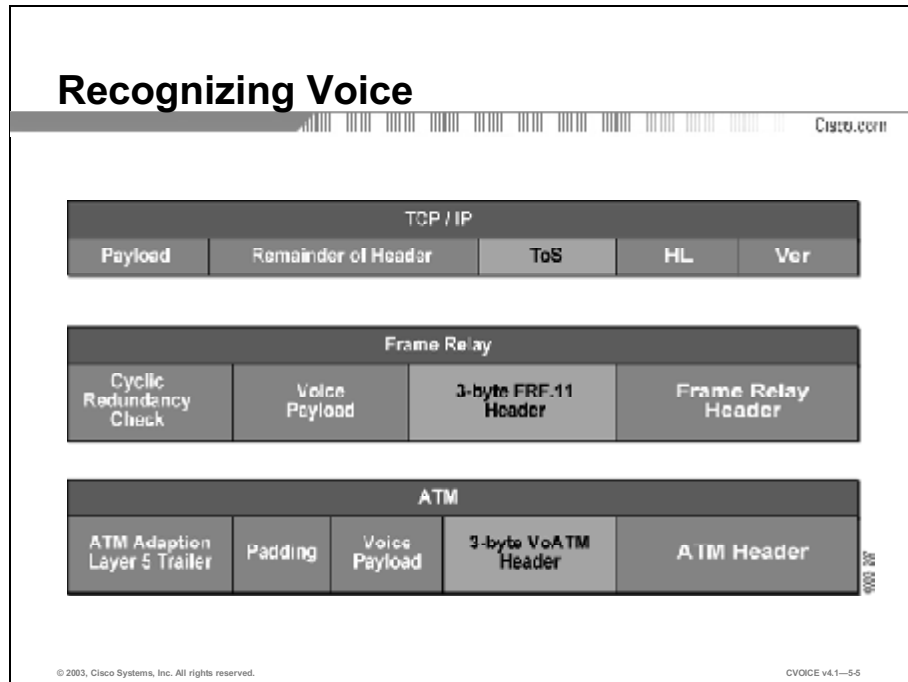 Recognizing Voice
Cisco.com
TCP / IP
Payload Remainder of Header ToS HL Ver
Frame Relay
Cyclic
Redundancy
Check
Voice
Payload
3-byte FRF.11
Header
Frame Relay
Header
ATM
ATM Adaption
Layer 5 Trailer
Padding
Voice
Payload
3-byte VoATM
Header
ATM Header
© 2003, Cisco Systems, Inc. All rights reserved.
CVOICE v4.1—5-5